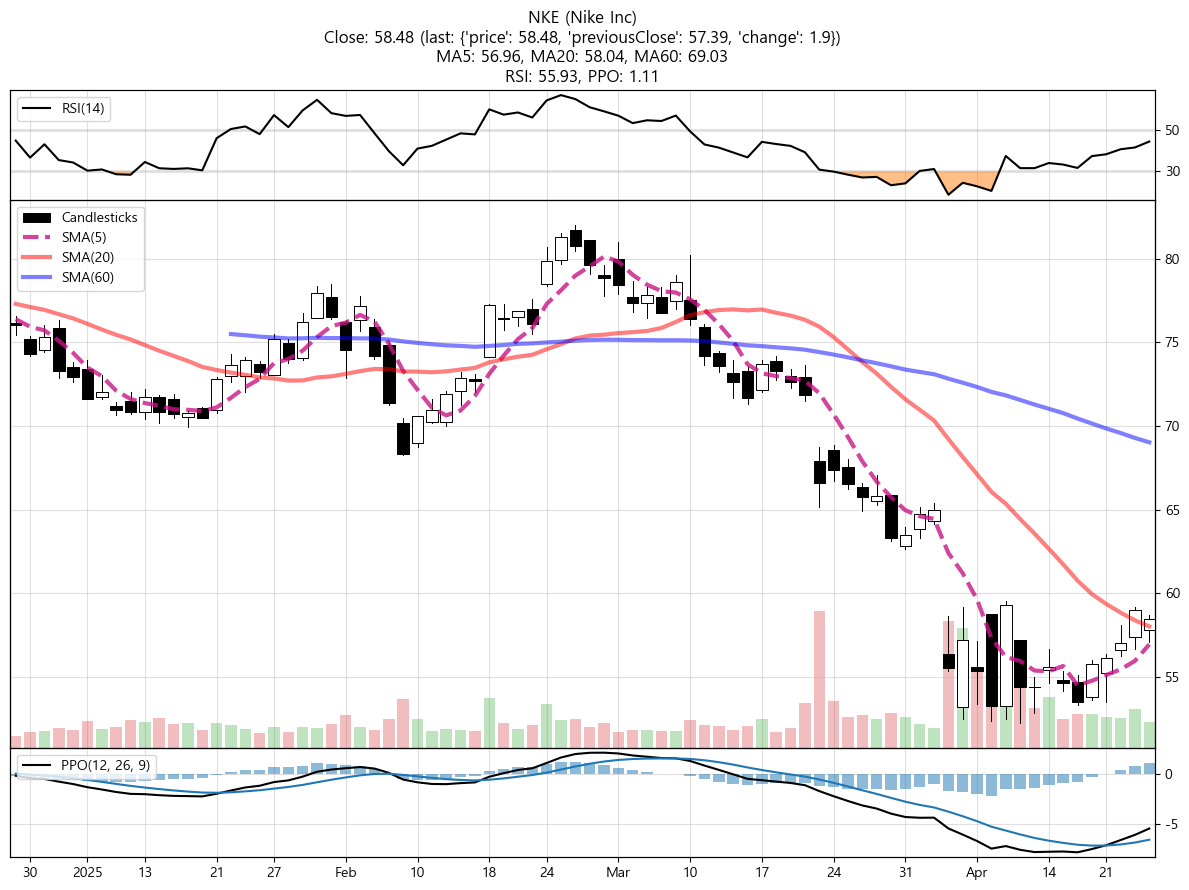 NKE (Nike Inc)
Close: 58.48 (last: {'price': 58.48, 'previousClose': 57.39, 'change': 1.9})
MA5: 56.96, MA20: 58.04, MA60: 69.03
RSI: 55.93, PPO: 1.11
RSI(14)
50
30
Candlesticks
SMA(5)
SMA(20)
SMA(60)
80
75
70
65
60
55
PPO(12, 26, 9)
0
-5
30 2025 13 21 27 Feb 10 18 24 Mar 10 17 24 31 Apr 14 21